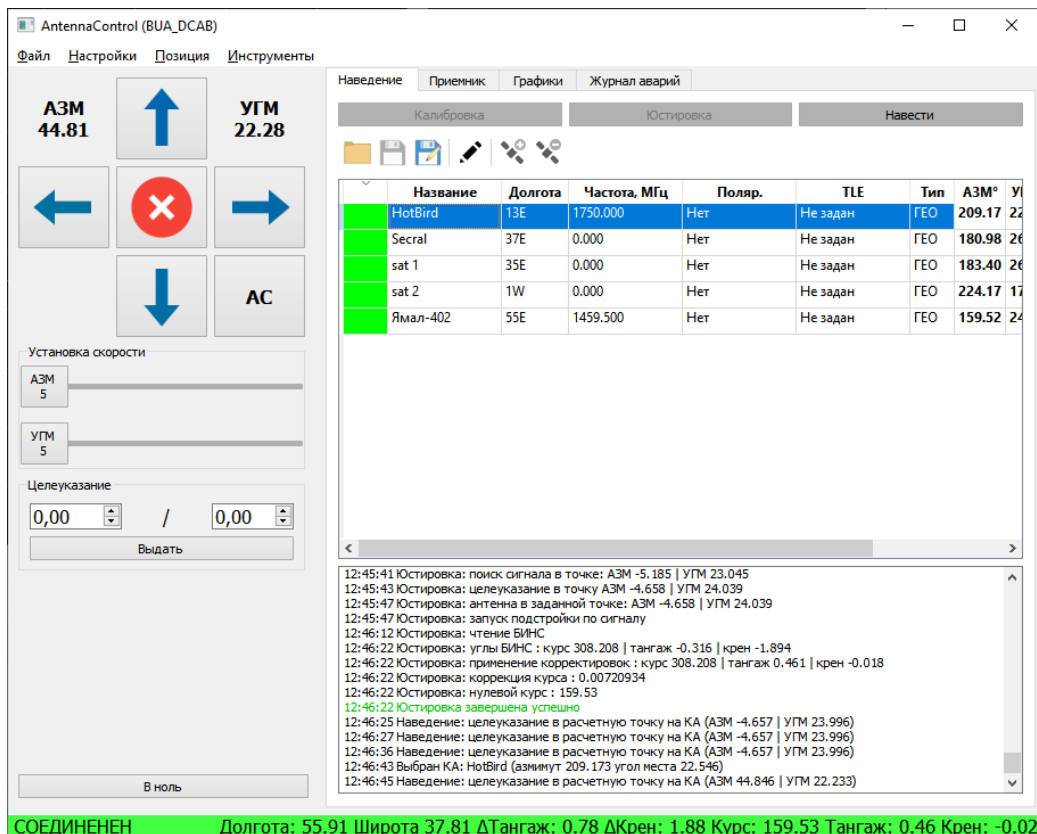 AntennaControl (BUA_DCAB)
Файл Настройки Позиция Инструменты
АЗМ
44.81
УГМ
22.28
АС
Установка скорости
АЗМ
5
УГМ
5
Целеуказание
0,00 / 0,00
Выдать
В ноль
Наведение Приемник Графики Журнал аварий
Калибровка Юстировка Навести
Название Долгота Частота, МГц Поляр. TLE Тип АЗМ°
HotBird 13E 1750.000 Нет Не задан ГЕО 209.17 22
Secral 37E 0.000 Нет Не задан ГЕО 180.98 26
sat 1 35E 0.000 Нет Не задан ГЕО 183.40 26
sat 2 1W 0.000 Нет Не задан ГЕО 224.17 17
Ямал-402 55E 1459.500 Нет Не задан ГЕО 159.52 24
12:45:41 Юстировка: поиск сигнала в точке: АЗМ -5.185 | УГМ 23.045
12:45:43 Юстировка: целеуказание в точку АЗМ -4.658 | УГМ 24.039
12:45:47 Юстировка: антенна в заданной точке: АЗМ -4.658 | УГМ 24.039
12:45:47 Юстировка: запуск подстройки по сигналу
12:46:12 Юстировка: чтение БИНС
12:46:22 Юстировка: углы БИНС : курс 308.208 | тангаж -0.316 | крен -1.894
12:46:22 Юстировка: применение корректировок : курс 308.208 | тангаж 0.461 | крен -0.018
12:46:22 Юстировка: коррекция курса : 0.00720934
12:46:22 Юстировка: нулевой курс : 159.53
12:46:22 Юстировка завершена успешно
12:46:25 Наведение: целеуказание в расчетную точку на КА (АЗМ -4.657 | УГМ 23.996)
12:46:27 Наведение: целеуказание в расчетную точку на КА (АЗМ -4.657 | УГМ 23.996)
12:46:36 Наведение: целеуказание в расчетную точку на КА (АЗМ -4.657 | УГМ 23.996)
12:46:43 Выбран КА: HotBird (азмимут 209.173 угол места 22.546)
12:46:45 Наведение: целеуказание в расчетную точку на КА (АЗМ 44.846 | УГМ 22.233)
СОЕДИНЕНЕН Долгота: 55.91 Широта 37.81 ΔТангаж: 0.78 ΔКрен: 1.88 Курс: 159.53 Тангаж: 0.46 Крен: -0.02